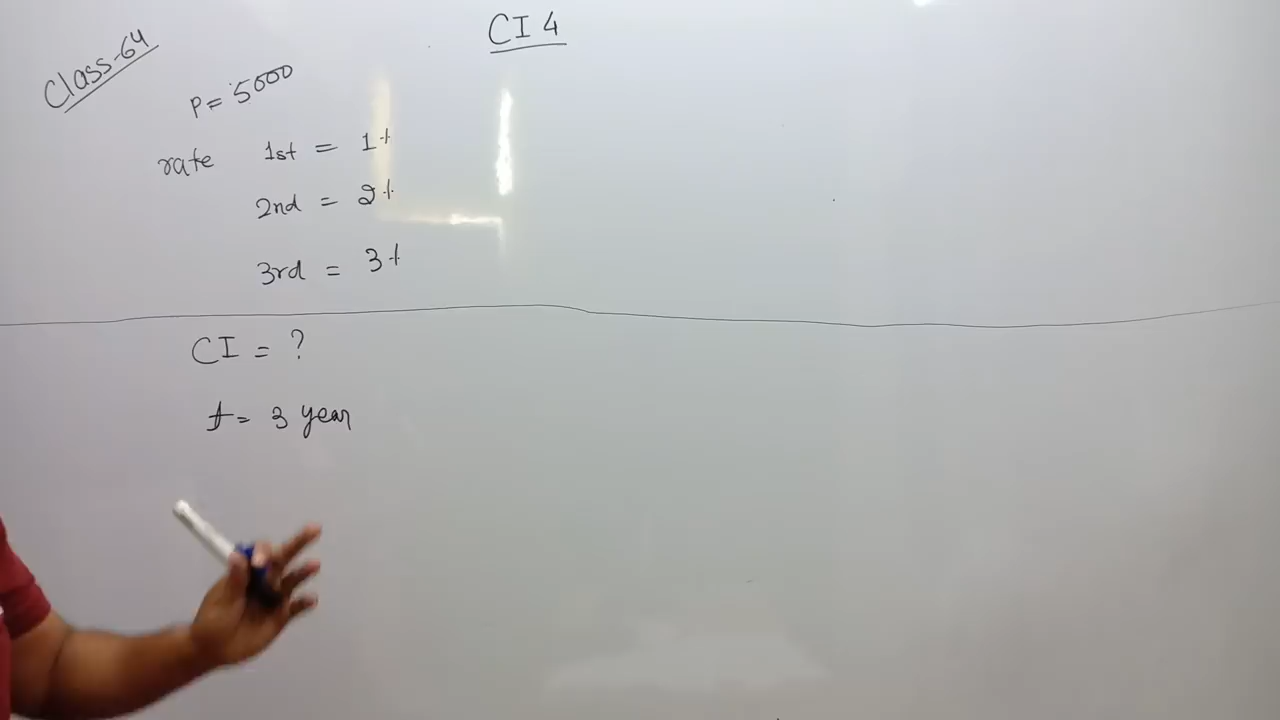 CI 4
Class-64
P = 5000
rate 1st = 1%
2nd = 2%
3rd = 3%
CI = ?
t = 3 year